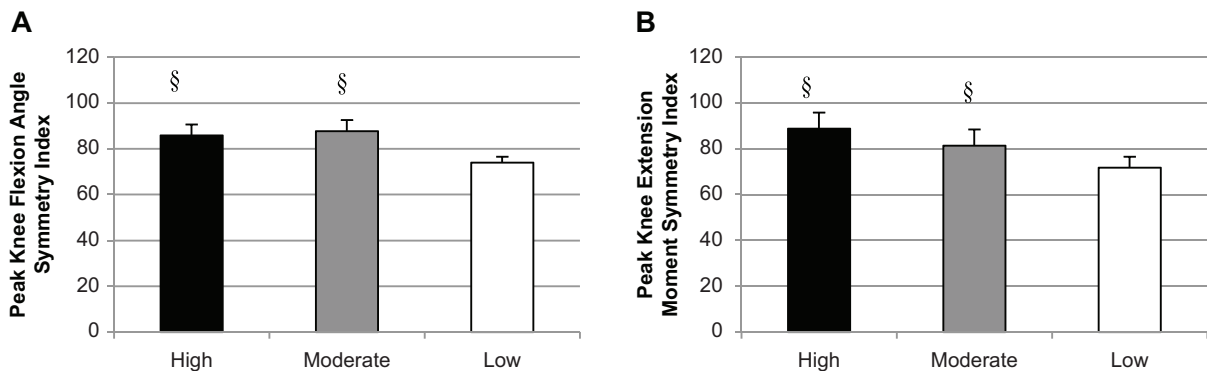 A
Peak Knee Flexion Angle
Symmetry Index
120
100
80
60
40
20
0
§
§
High
Moderate
Low
B
Peak Knee Extension
Moment Symmetry Index
120
100
80
60
40
20
0
§
§
High
Moderate
Low